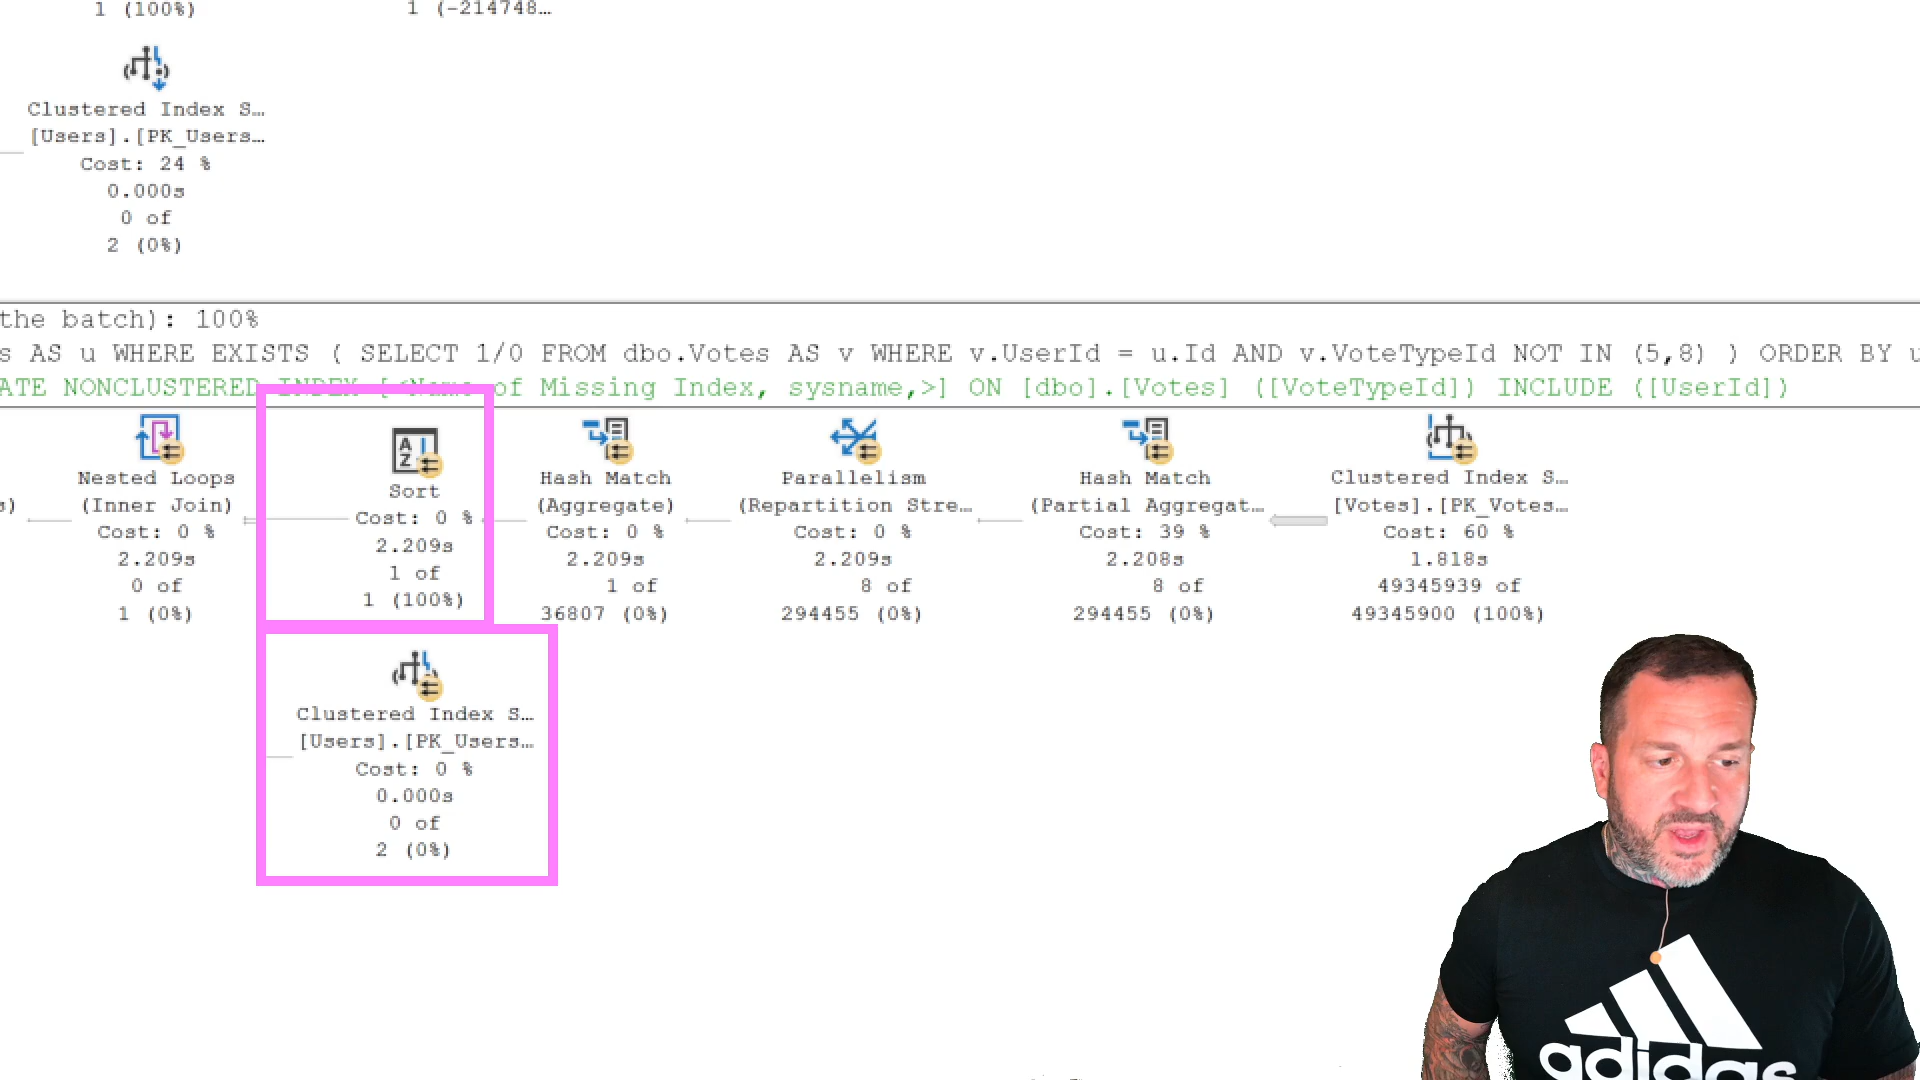 1 (100%)
1 (-214748…
Clustered Index S…
[Users].[PK_Users…
Cost: 24 %
0.000s
0 of
2 (0%)
the batch): 100%
s AS u WHERE EXISTS ( SELECT 1/0 FROM dbo.Votes AS v WHERE v.UserId = u.Id AND v.VoteTypeId NOT IN (5,8) ) ORDER BY u
ATE NONCLUSTERED INDEX [<Name of Missing Index, sysname,>] ON [dbo].[Votes] ([VoteTypeId]) INCLUDE ([UserId])
s)
Nested Loops
(Inner Join)
Cost: 0 %
2.209s
0 of
1 (0%)
A
Z
Sort
Cost: 0 %
2.209s
1 of
1 (100%)
Hash Match
(Aggregate)
Cost: 0 %
2.209s
1 of
36807 (0%)
Parallelism
(Repartition Stre…
Cost: 0 %
2.209s
8 of
294455 (0%)
Hash Match
(Partial Aggregat…
Cost: 39 %
2.208s
8 of
294455 (0%)
Clustered Index S…
[Votes].[PK_Votes…
Cost: 60 %
1.818s
49345939 of
49345900 (100%)
Clustered Index S…
[Users].[PK_Users…
Cost: 0 %
0.000s
0 of
2 (0%)
adidas